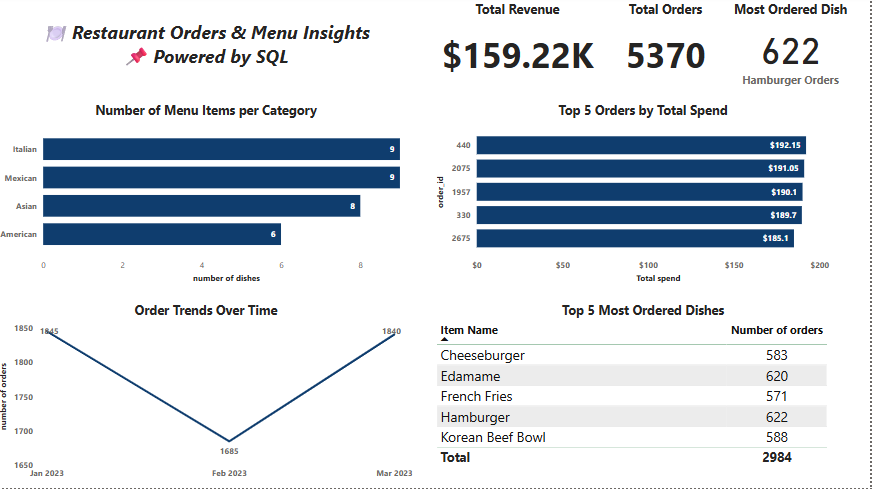 🍽️ Restaurant Orders & Menu Insights
📌 Powered by SQL
Total Revenue
$159.22K
Total Orders
5370
Most Ordered Dish
622
Hamburger Orders
Number of Menu Items per Category
Italian 9
Mexican 9
Asian 8
American 6
0 2 4 6 8
number of dishes
Top 5 Orders by Total Spend
order_id
440 $192.15
2075 $191.05
1957 $190.1
330 $189.7
2675 $185.1
$0 $50 $100 $150 $200
Total spend
Order Trends Over Time
number of orders
1850
1800
1750
1700
1650
1845
1685
1840
Jan 2023 Feb 2023 Mar 2023
Top 5 Most Ordered Dishes
Item Name Number of orders
Cheeseburger 583
Edamame 620
French Fries 571
Hamburger 622
Korean Beef Bowl 588
Total 2984